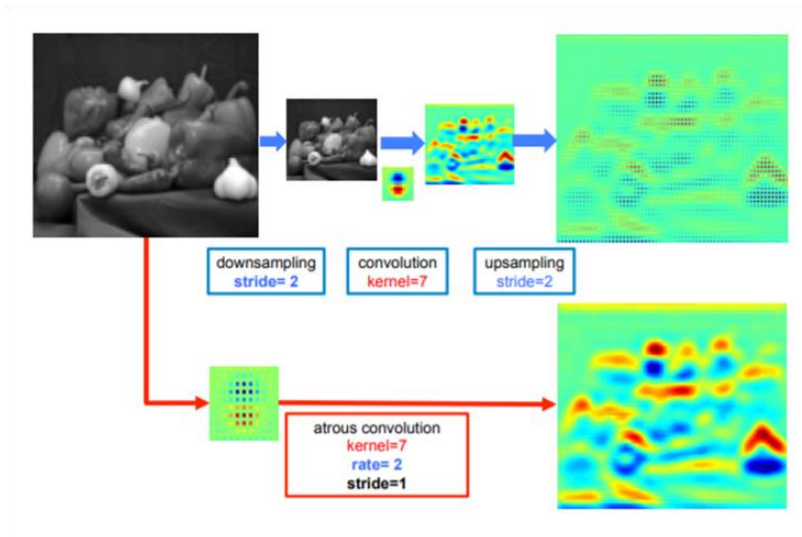 downsampling
stride= 2
convolution
kernel=7
upsampling
stride=2
atrous convolution
kernel=7
rate= 2
stride=1